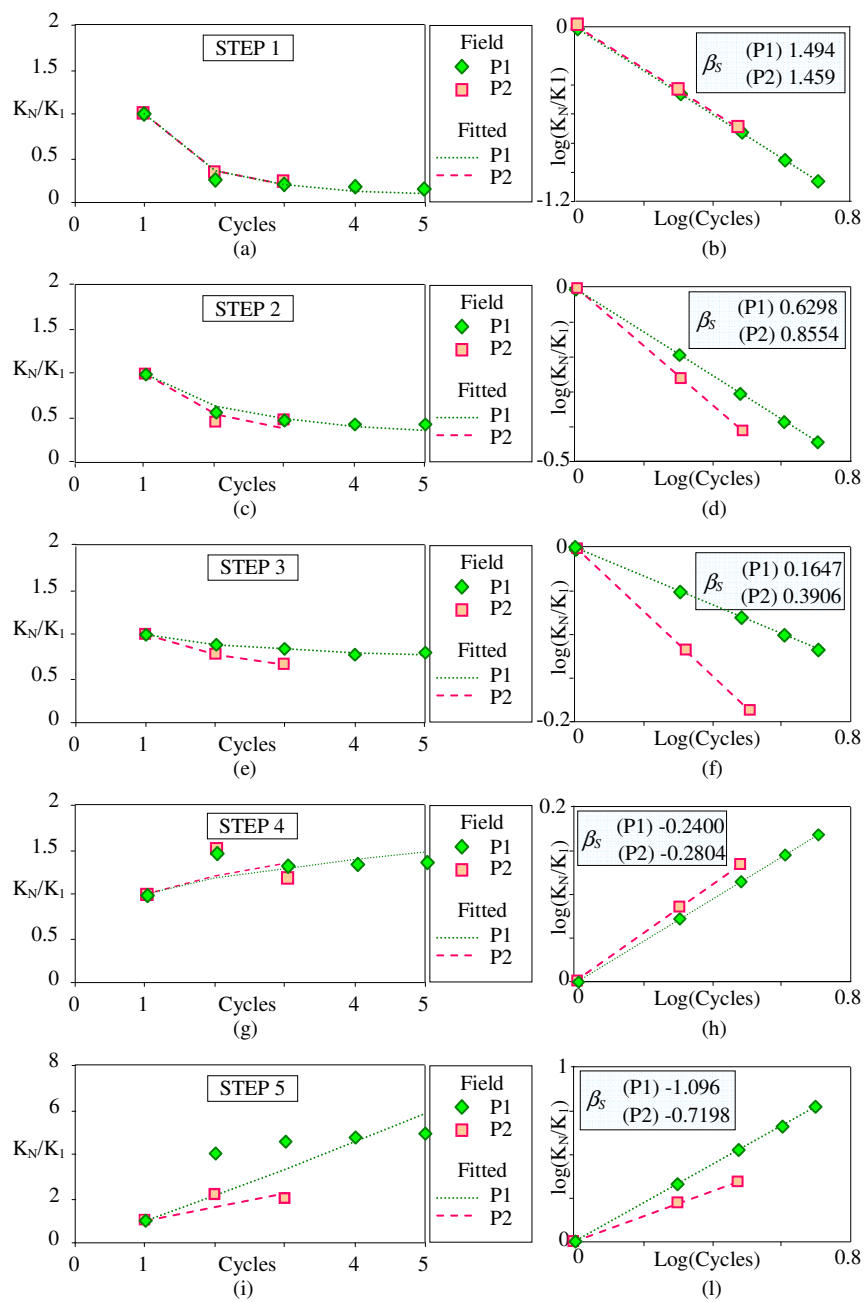 2
STEP 1
1.5
K_N/K_1
1
0.5
0
0
1
Cycles
4
5
(a)
Field
P1
P2
Fitted
P1
P2
0
log(K_N/K1)
-1.2
0
Log(Cycles)
0.8
β_S (P1) 1.494
(P2) 1.459
(b)
2
STEP 2
1.5
K_N/K_1
1
0.5
0
0
1
Cycles
4
5
(c)
Field
P1
P2
Fitted
P1
P2
0
log(K_N/K_1)
-0.5
0
Log(Cycles)
0.8
β_S (P1) 0.6298
(P2) 0.8554
(d)
2
STEP 3
1.5
K_N/K_1
1
0.5
0
0
1
Cycles
4
5
(e)
Field
P1
P2
Fitted
P1
P2
0
log(K_N/K_1)
-0.2
0
Log(Cycles)
0.8
β_S (P1) 0.1647
(P2) 0.3906
(f)
2
STEP 4
1.5
K_N/K_1
1
0.5
0
0
1
Cycles
4
5
(g)
Field
P1
P2
Fitted
P1
P2
0.2
log(K_N/K_1)
0
0
Log(Cycles)
0.8
β_S (P1) -0.2400
(P2) -0.2804
(h)
8
STEP 5
6
K_N/K_1
4
2
0
0
1
Cycles
4
5
(i)
Field
P1
P2
Fitted
P1
P2
1
log(K_N/K_1)
0
0
Log(Cycles)
0.8
β_S (P1) -1.096
(P2) -0.7198
(l)